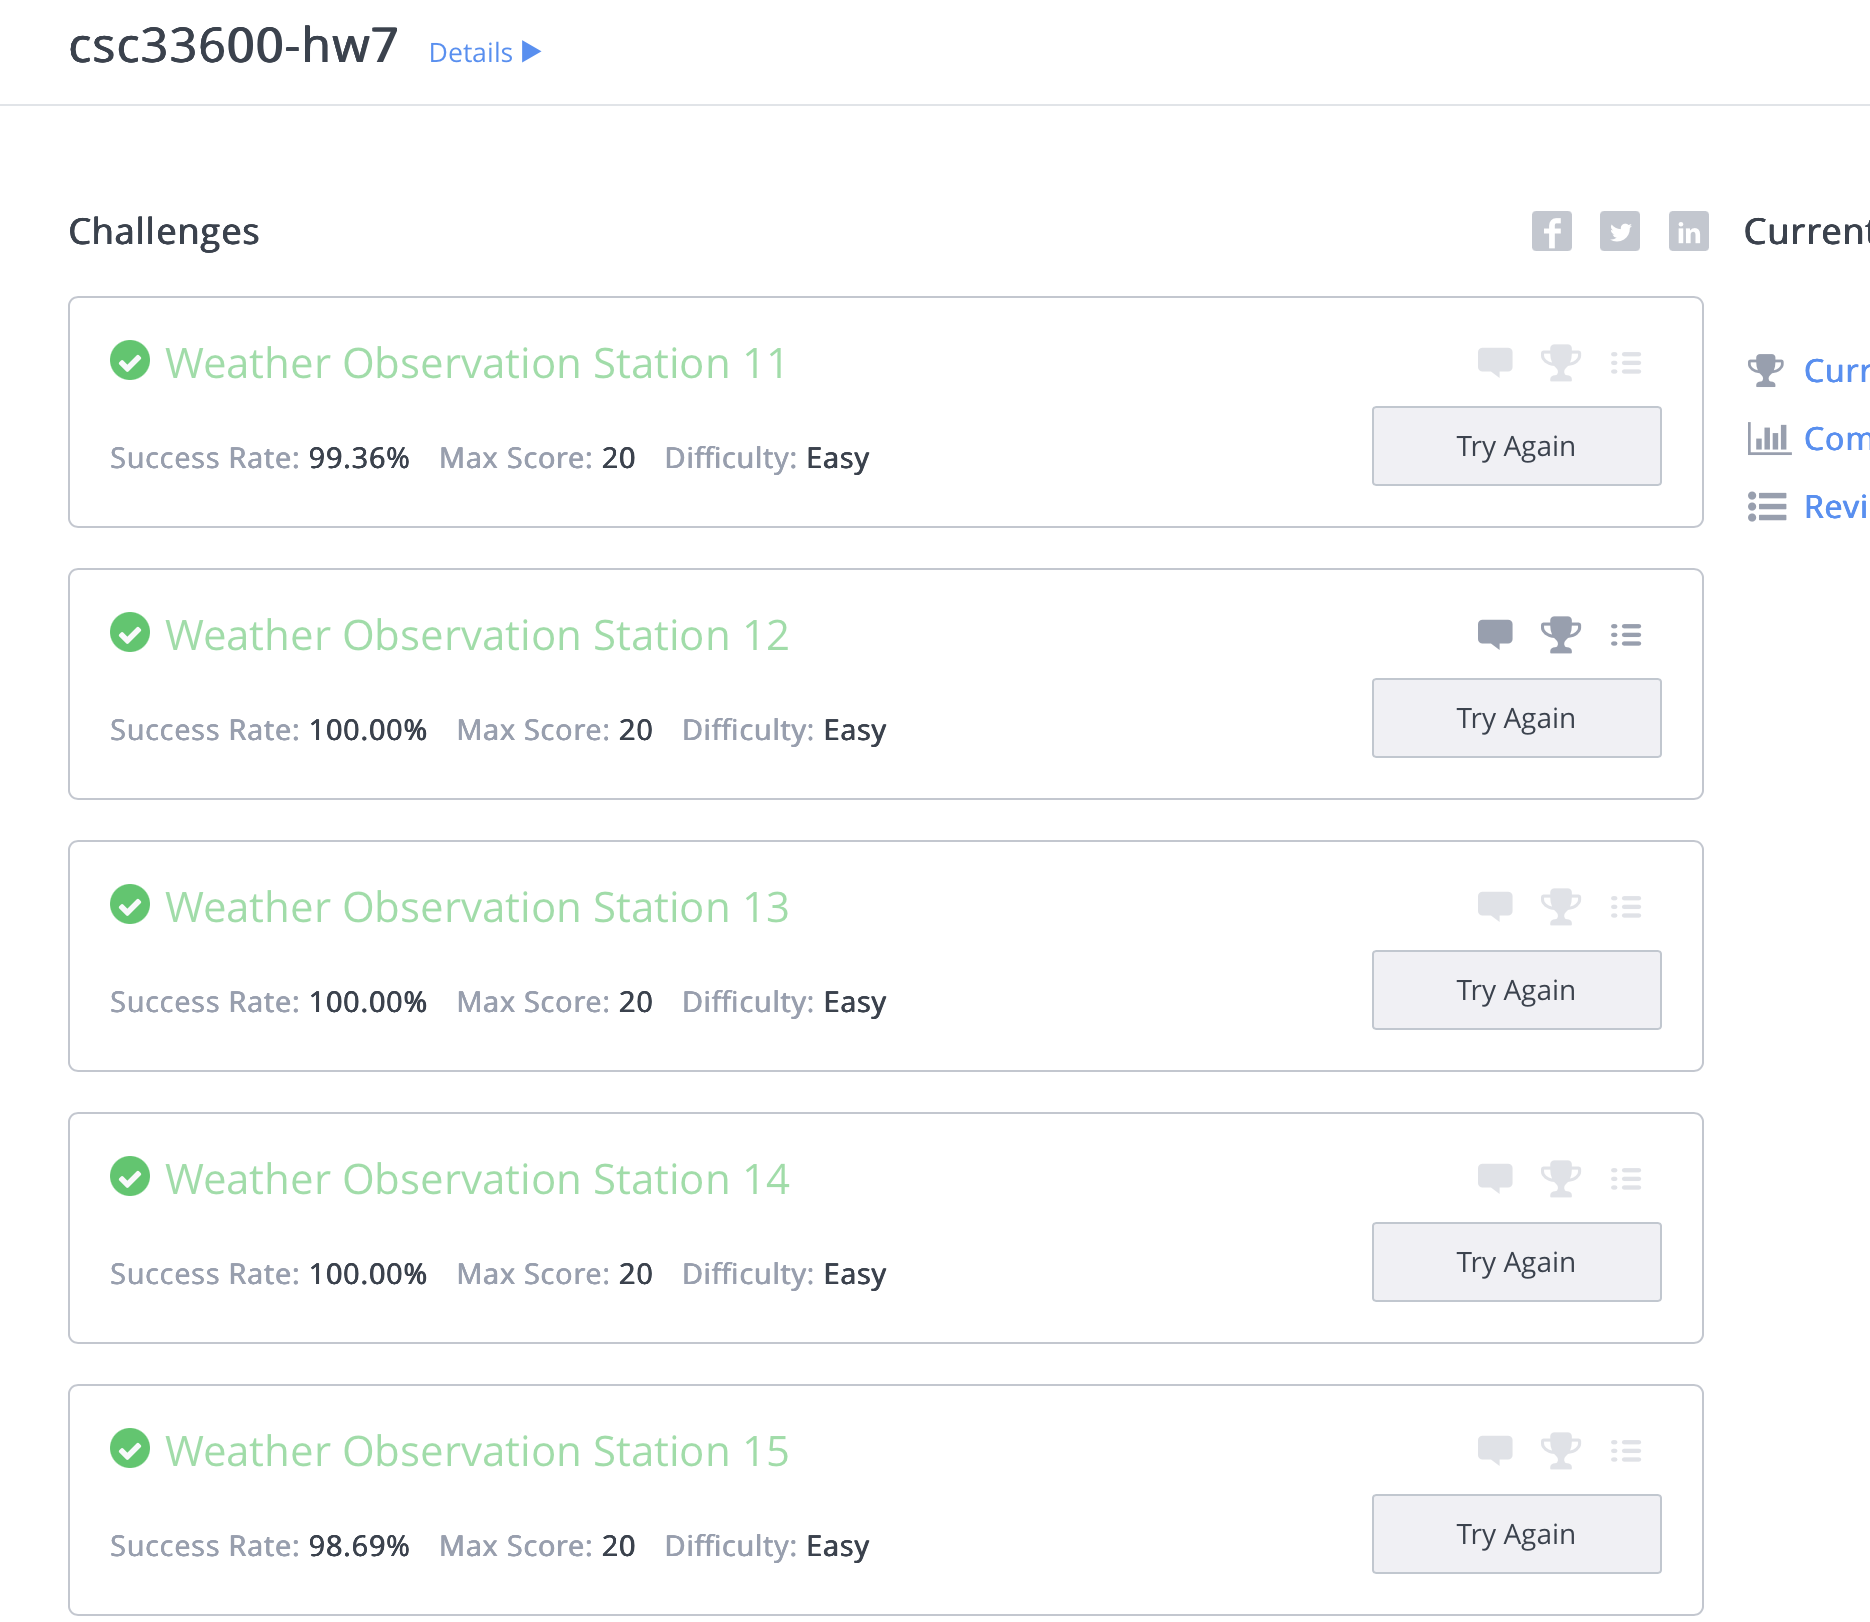 csc33600-hw7 Details
Challenges
Current
Weather Observation Station 11
Curr
Success Rate: 99.36% Max Score: 20 Difficulty: Easy
Try Again
Com
Revi
Weather Observation Station 12
Success Rate: 100.00% Max Score: 20 Difficulty: Easy
Try Again
Weather Observation Station 13
Success Rate: 100.00% Max Score: 20 Difficulty: Easy
Try Again
Weather Observation Station 14
Success Rate: 100.00% Max Score: 20 Difficulty: Easy
Try Again
Weather Observation Station 15
Success Rate: 98.69% Max Score: 20 Difficulty: Easy
Try Again